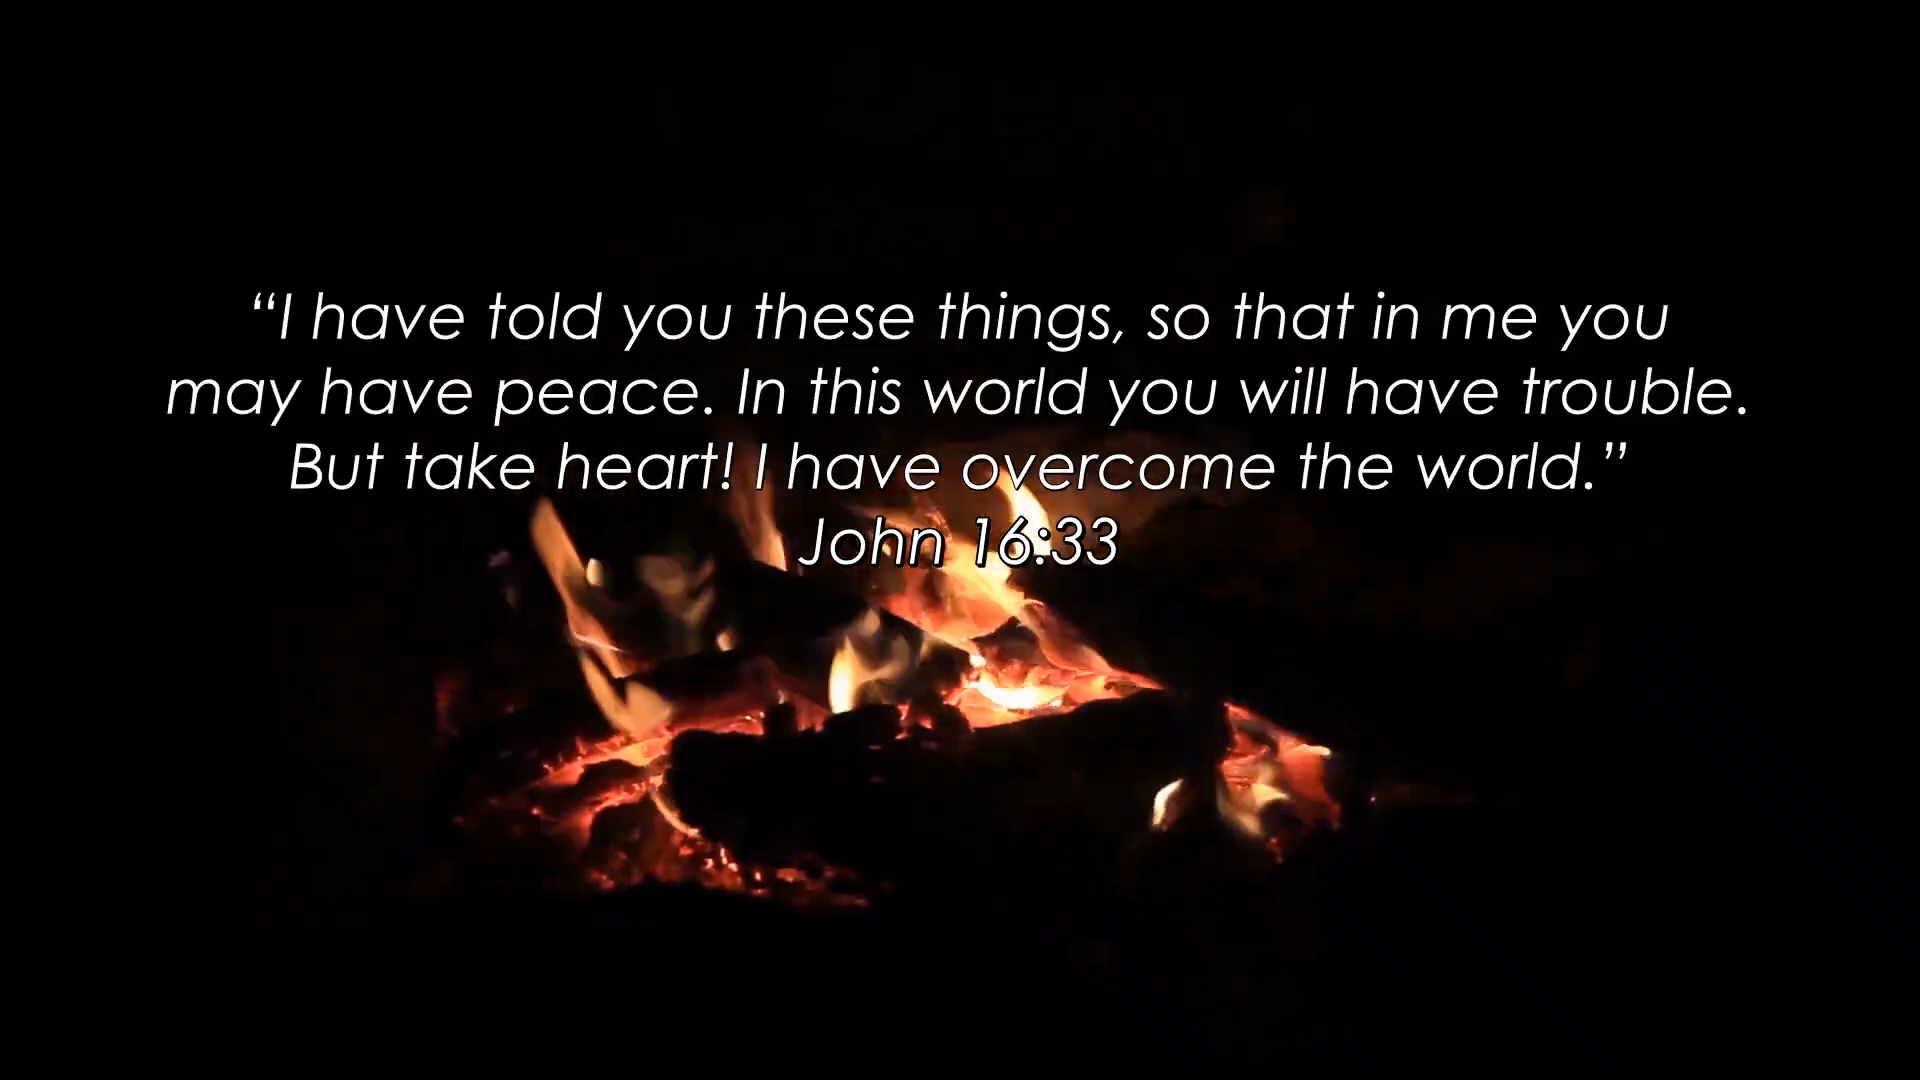 “I have told you these things, so that in me you
may have peace. In this world you will have trouble.
But take heart! I have overcome the world.”
John 16:33